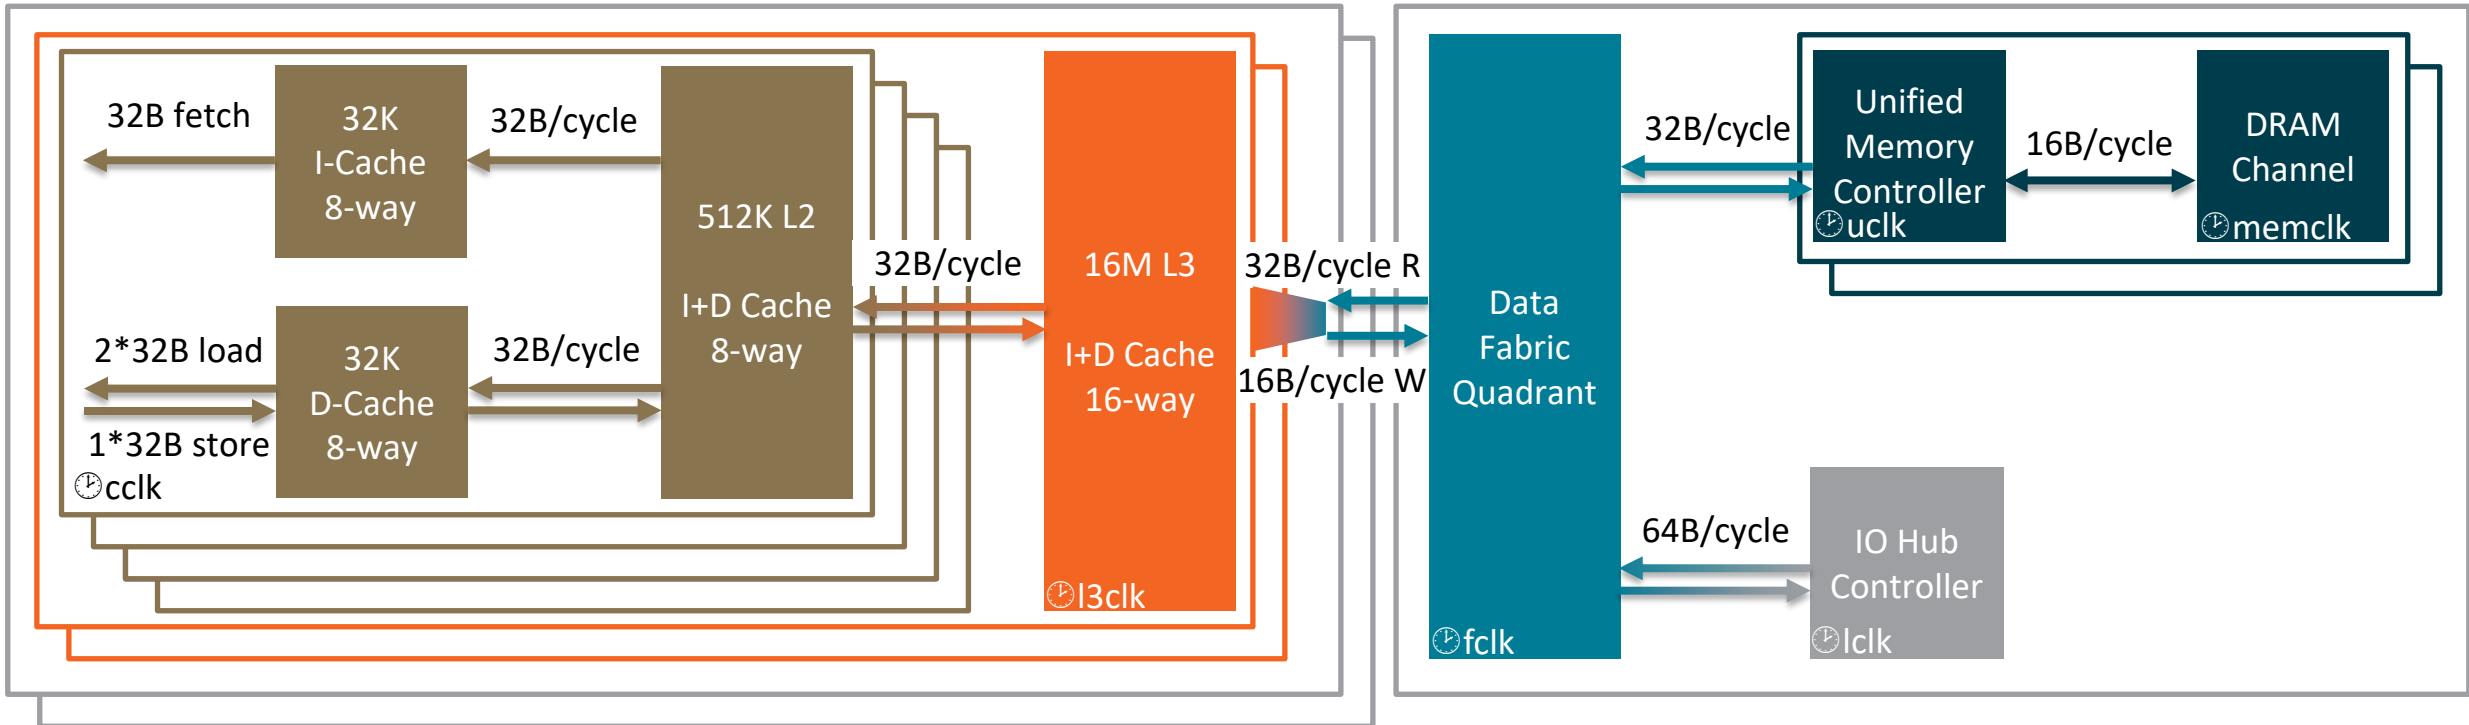 32B fetch
32K
I-Cache
8-way
32B/cycle
2*32B load
1*32B store
32K
D-Cache
8-way
32B/cycle
cclk
512K L2
I+D Cache
8-way
32B/cycle
16M L3
I+D Cache
16-way
l3clk
32B/cycle R
16B/cycle W
Data
Fabric
Quadrant
fclk
32B/cycle
Unified
Memory
Controller
uclk
16B/cycle
DRAM
Channel
memclk
64B/cycle
IO Hub
Controller
lclk